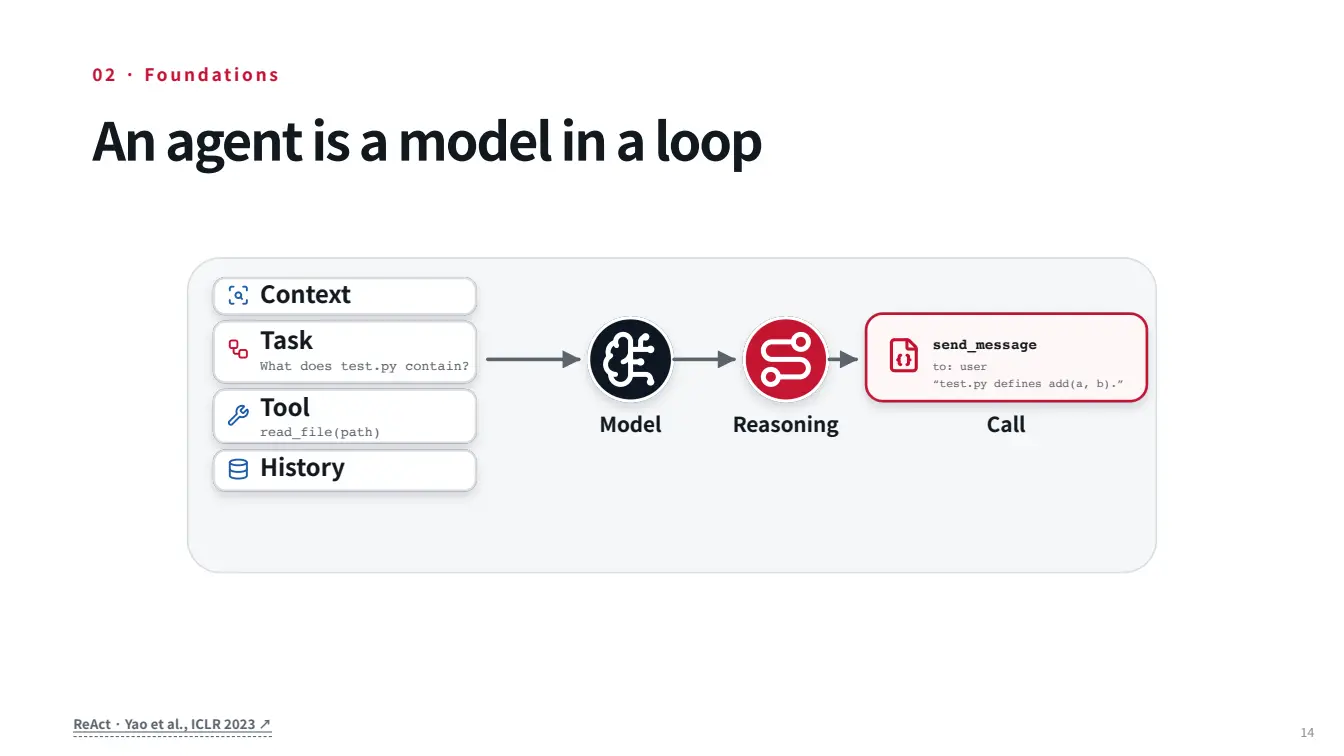 02 · Foundations
An agent is a model in a loop
Context
Task
What does test.py contain?
Tool
read_file(path)
History
Model
Reasoning
send_message
to: user
“test.py defines add(a, b).”
Call
ReAct · Yao et al., ICLR 2023 ↗
14